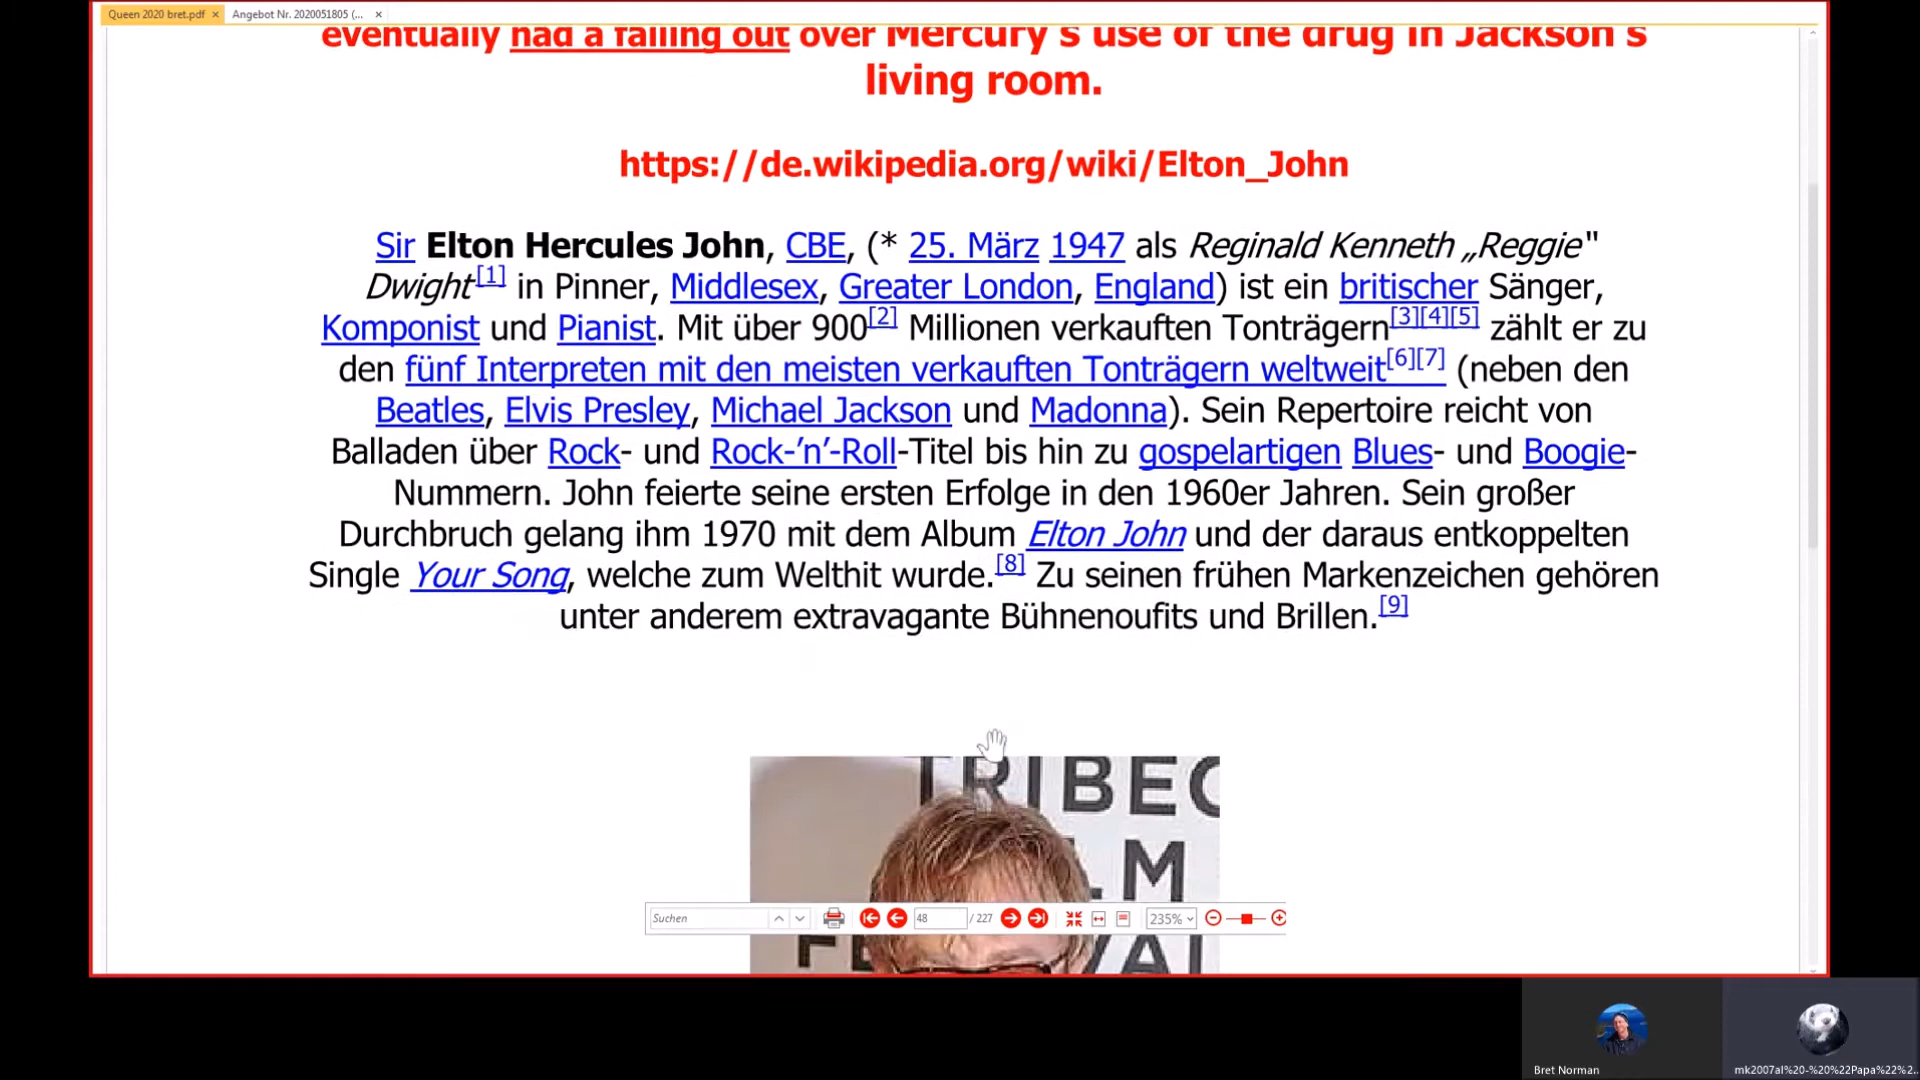 Queen 2020 bret.pdf × Angebot Nr. 2020051805 (... ×
eventually had a falling out over Mercury's use of the drug in Jackson's
living room.
https://de.wikipedia.org/wiki/Elton_John
Sir Elton Hercules John, CBE, (* 25. März 1947 als Reginald Kenneth „Reggie"
Dwight[1] in Pinner, Middlesex, Greater London, England) ist ein britischer Sänger,
Komponist und Pianist. Mit über 900[2] Millionen verkauften Tonträgern[3][4][5] zählt er zu
den fünf Interpreten mit den meisten verkauften Tonträgern weltweit[6][7] (neben den
Beatles, Elvis Presley, Michael Jackson und Madonna). Sein Repertoire reicht von
Balladen über Rock- und Rock-’n’-Roll-Titel bis hin zu gospelartigen Blues- und Boogie-
Nummern. John feierte seine ersten Erfolge in den 1960er Jahren. Sein großer
Durchbruch gelang ihm 1970 mit dem Album Elton John und der daraus entkoppelten
Single Your Song, welche zum Welthit wurde.[8] Zu seinen frühen Markenzeichen gehören
unter anderem extravagante Bühnenoufits und Brillen.[9]
TRIBEC
LM
Suchen 48 / 227 235%
F VAL
Bret Norman mk2007al%20-%20%22Papa%22%2...